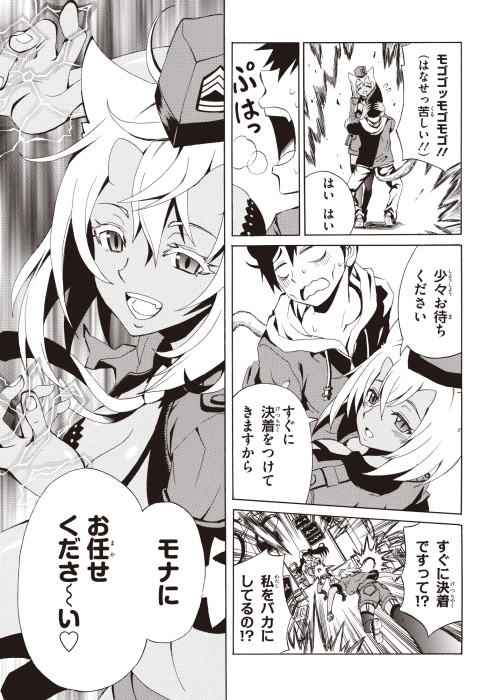 モゴゴッモゴモゴ!!
(はなせっ苦しい!!)
はい はい
ぷはっ
少々お待ち
ください
すぐに
決着をつけて
きますから
すぐに決着
ですって!?
私をバカに
してるの!?
モナに
お任せ
くださ〜い♡